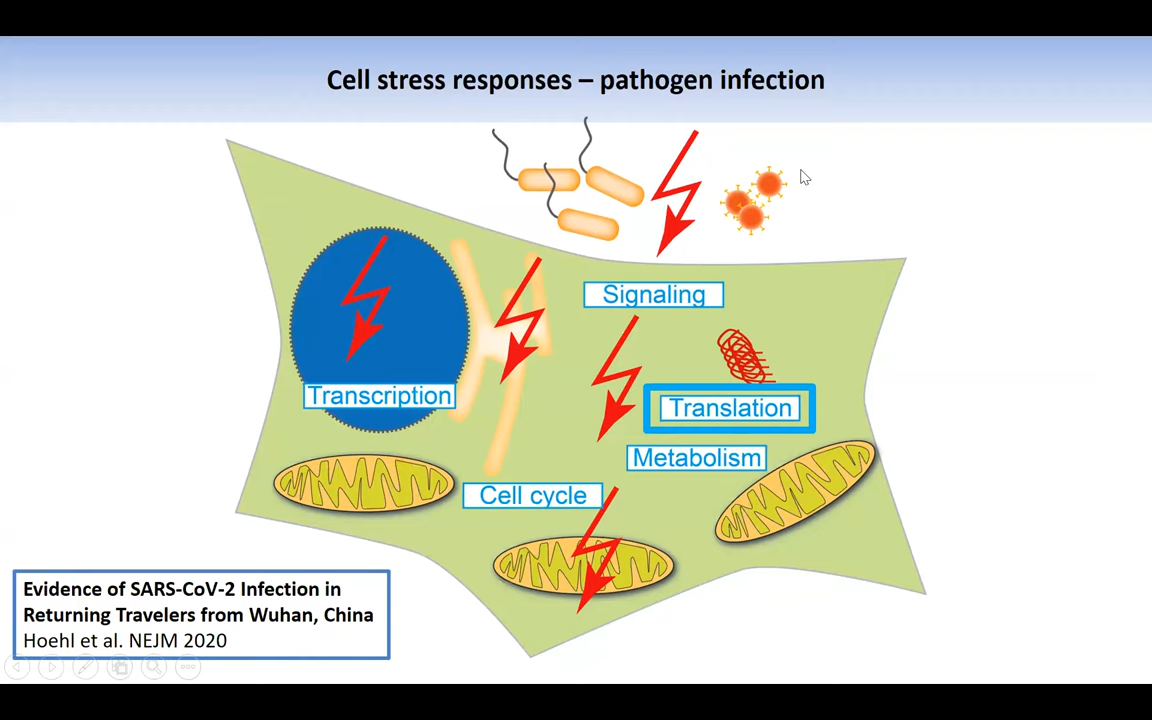 Cell stress responses – pathogen infection
Signaling
Transcription
Translation
Metabolism
Cell cycle
Evidence of SARS-CoV-2 Infection in
Returning Travelers from Wuhan, China
Hoehl et al. NEJM 2020